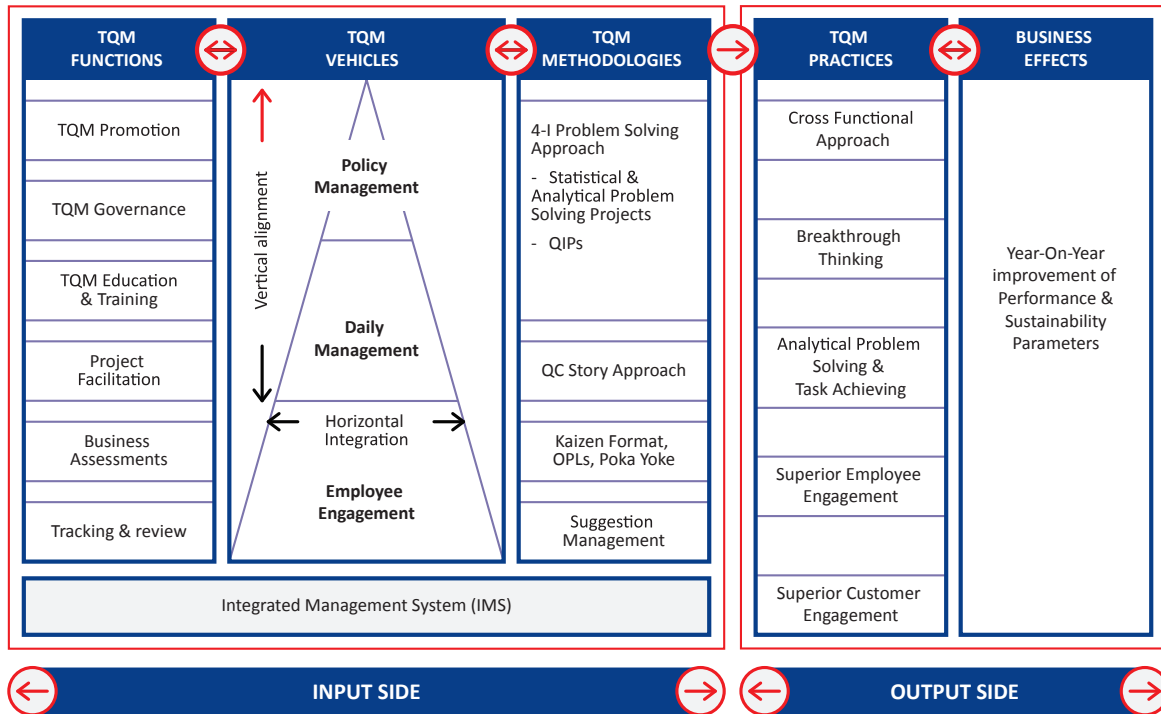 TQM
FUNCTIONS
TQM Promotion
TQM Governance
TQM Education
& Training
Project
Facilitation
Business
Assessments
Tracking & review
TQM
VEHICLES
Vertical alignment
Policy
Management
Daily
Management
Horizontal
Integration
Employee
Engagement
TQM
METHODOLOGIES
4-I Problem Solving
Approach
- Statistical &
Analytical Problem
Solving Projects
- QIPs
QC Story Approach
Kaizen Format,
OPLs, Poka Yoke
Suggestion
Management
Integrated Management System (IMS)
TQM
PRACTICES
Cross Functional
Approach
Breakthrough
Thinking
Analytical Problem
Solving &
Task Achieving
Superior Employee
Engagement
Superior Customer
Engagement
BUSINESS
EFFECTS
Year-On-Year
improvement of
Performance &
Sustainability
Parameters
INPUT SIDE
OUTPUT SIDE